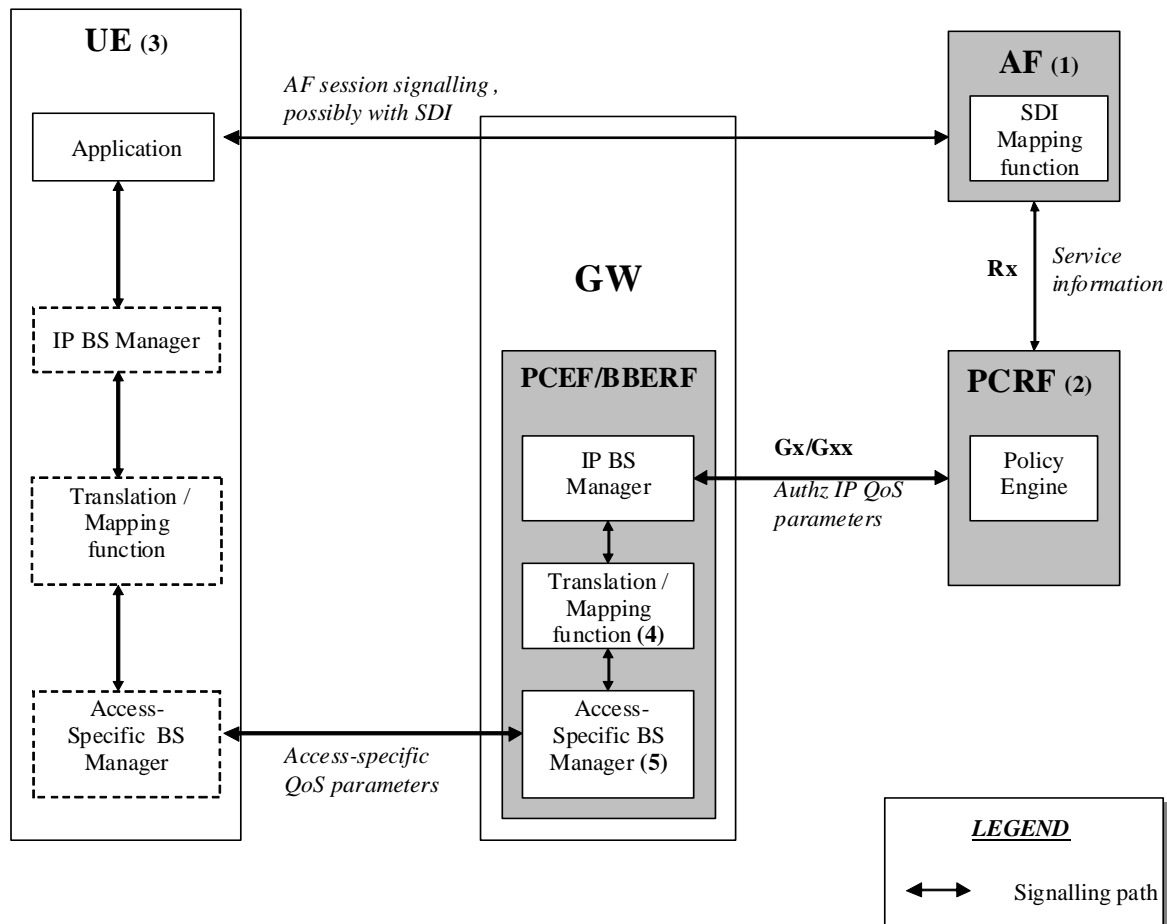 UE (3)
Application
IP BS Manager
Translation /
Mapping
function
Access-
Specific BS
Manager
AF session signalling ,
possibly with SDI
Access-specific
QoS parameters
GW
PCEF/BBERF
IP BS
Manager
Translation /
Mapping
function (4)
Access-
Specific BS
Manager (5)
Gx/Gxx
Authz IP QoS
parameters
AF (1)
SDI
Mapping
function
Rx
Service
information
PCRF (2)
Policy
Engine
LEGEND
Signalling path